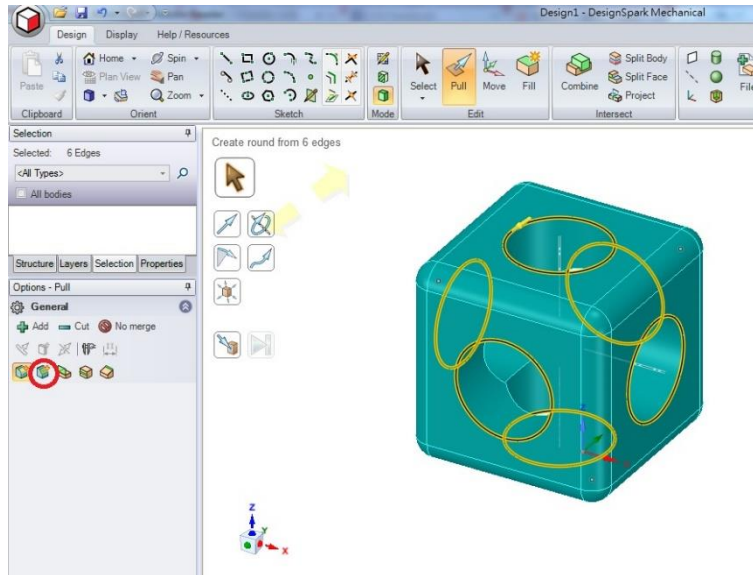 Design1 - DesignSpark Mechanical
Design Display Help / Resources
Paste
Home Spin
Plan View Pan
Zoom
Select Pull Move Fill
Combine
Split Body
Split Face
Project
File
Clipboard Orient Sketch Mode Edit Intersect
Selection
Selected: 6 Edges
<All Types>
All bodies
Structure Layers Selection Properties
Options - Pull
General
Add Cut No merge
Create round from 6 edges
Z
Y
X